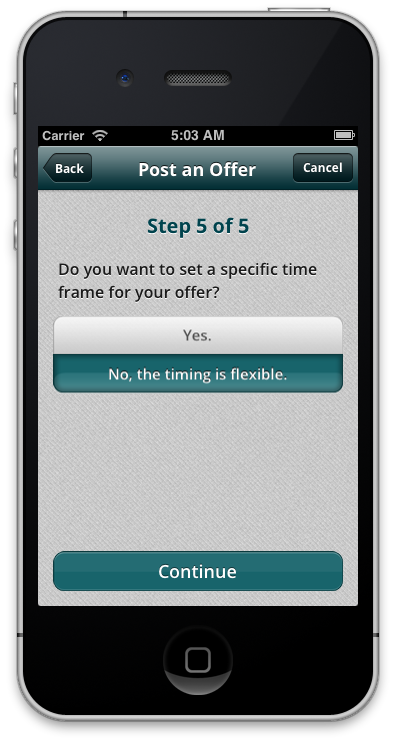 Carrier 5:03 AM
Back Post an Offer Cancel
Step 5 of 5
Do you want to set a specific time
frame for your offer?
Yes.
No, the timing is flexible.
Continue